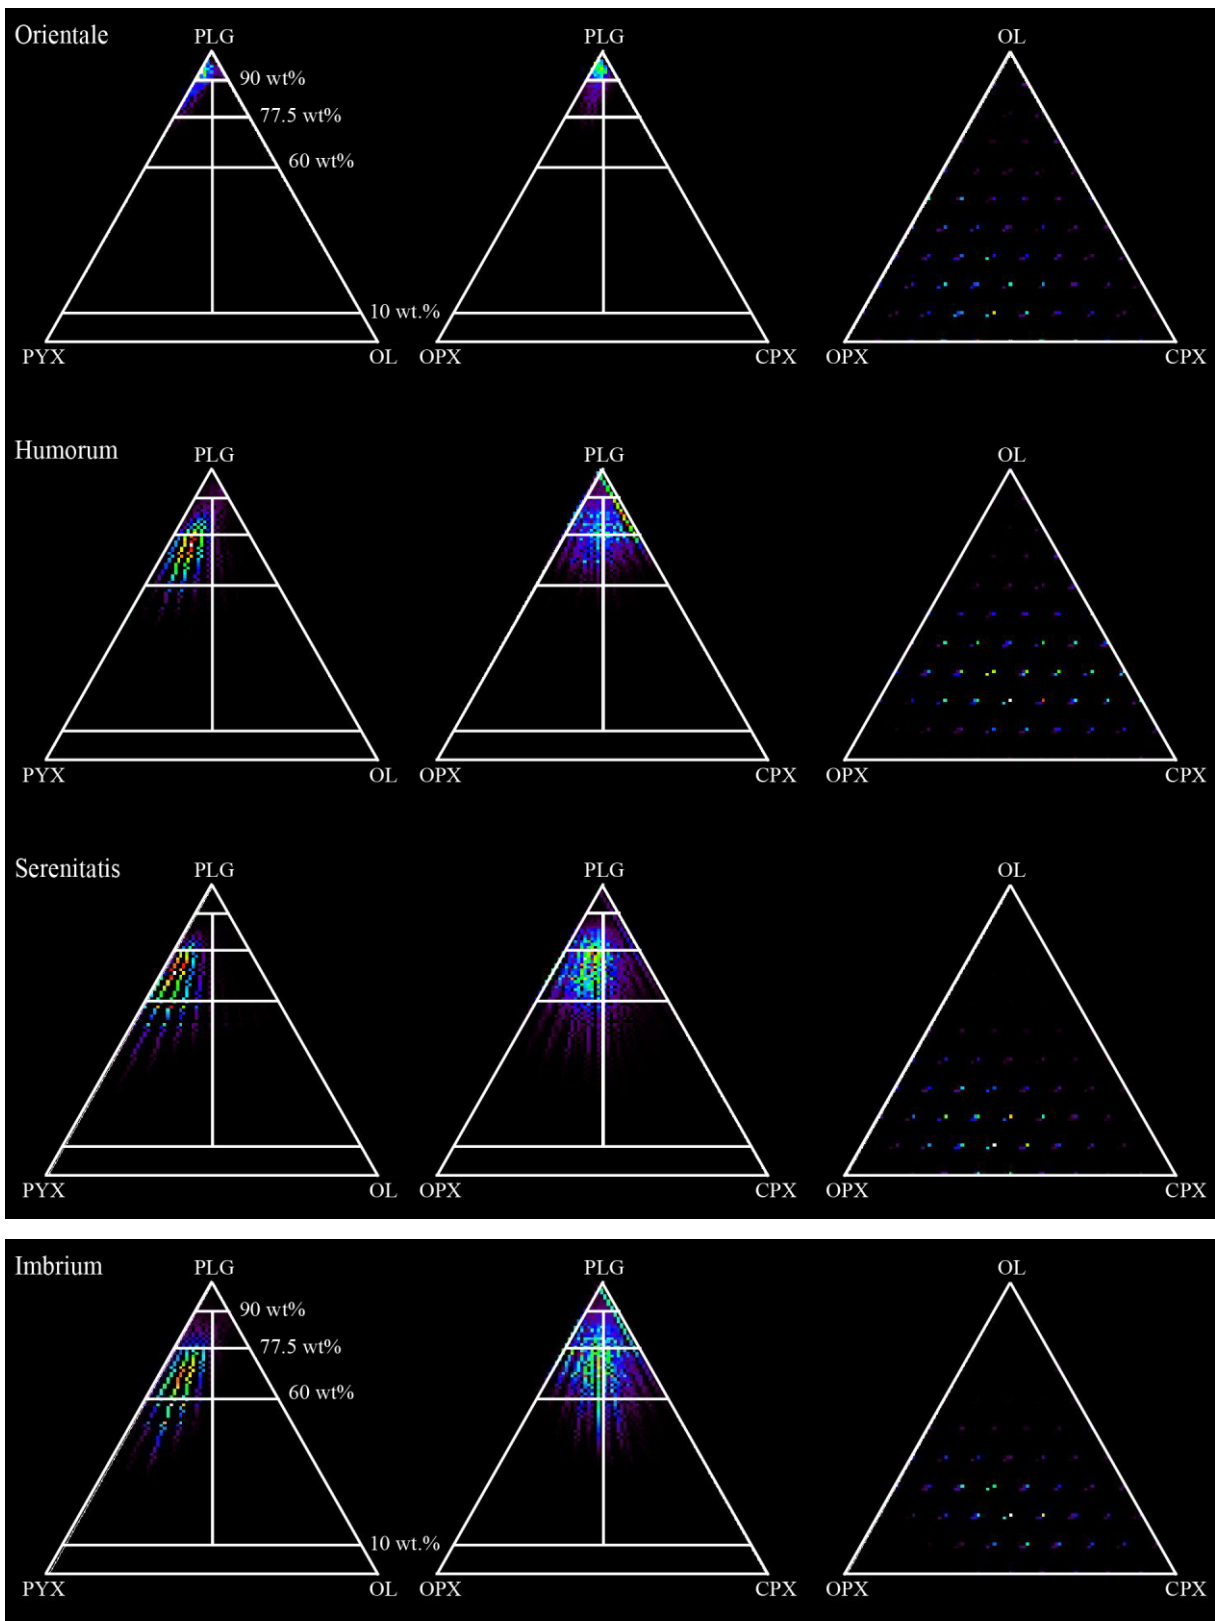 Orientale
PLG PLG OL
90 wt%
77.5 wt%
60 wt%
10 wt.%
PYX OL OPX CPX OPX CPX
Humorum
PLG PLG OL
PYX OL OPX CPX OPX CPX
Serenitatis
PLG PLG OL
PYX OL OPX CPX OPX CPX
Imbrium
PLG PLG OL
90 wt%
77.5 wt%
60 wt%
10 wt.%
PYX OL OPX CPX OPX CPX